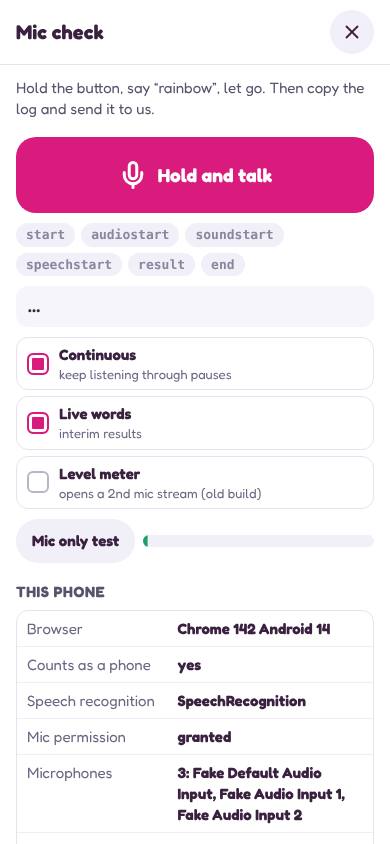 Mic check
Hold the button, say “rainbow”, let go. Then copy the
log and send it to us.
Hold and talk
start audiostart soundstart
speechstart result end
...
Continuous
keep listening through pauses
Live words
interim results
Level meter
opens a 2nd mic stream (old build)
Mic only test
THIS PHONE
Browser Chrome 142 Android 14
Counts as a phone yes
Speech recognition SpeechRecognition
Mic permission granted
Microphones 3: Fake Default Audio
Input, Fake Audio Input 1,
Fake Audio Input 2